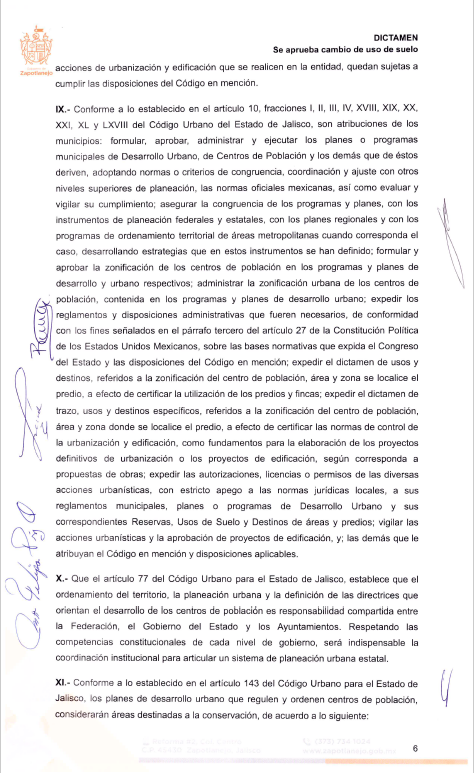 Zapotlanejo
DICTAMEN
Se aprueba cambio de uso de suelo
acciones de urbanización y edificación que se realicen en la entidad, quedan sujetas a
cumplir las disposiciones del Código en mención.
IX.- Conforme a lo establecido en el artículo 10, fracciones I, II, III, IV, XVIII, XIX, XX,
XXI, XL y LXVIII del Código Urbano del Estado de Jalisco, son atribuciones de los
municipios: formular, aprobar, administrar y ejecutar los planes o programas
municipales de Desarrollo Urbano, de Centros de Población y los demás que de éstos
deriven, adoptando normas o criterios de congruencia, coordinación y ajuste con otros
niveles superiores de planeación, las normas oficiales mexicanas, así como evaluar y
vigilar su cumplimiento; asegurar la congruencia de los programas y planes, con los
instrumentos de planeación federales y estatales, con los planes regionales y con los
programas de ordenamiento territorial de áreas metropolitanas cuando corresponda el
caso, desarrollando estrategias que en estos instrumentos se han definido; formular y
aprobar la zonificación de los centros de población en los programas y planes de
desarrollo y urbano respectivos; administrar la zonificación urbana de los centros de
población, contenida en los programas y planes de desarrollo urbano; expedir los
reglamentos y disposiciones administrativas que fueren necesarios, de conformidad
con los fines señalados en el párrafo tercero del artículo 27 de la Constitución Política
de los Estados Unidos Mexicanos, sobre las bases normativas que expida el Congreso
del Estado y las disposiciones del Código en mención; expedir el dictamen de usos y
destinos, referidos a la zonificación del centro de población, área y zona se localice el
predio, a efecto de certificar la utilización de los predios y fincas; expedir el dictamen de
trazo, usos y destinos específicos, referidos a la zonificación del centro de población,
área y zona donde se localice el predio, a efecto de certificar las normas de control de
la urbanización y edificación, como fundamentos para la elaboración de los proyectos
definitivos de urbanización o los proyectos de edificación, según corresponda a
propuestas de obras; expedir las autorizaciones, licencias o permisos de las diversas
acciones urbanísticas, con estricto apego a las normas jurídicas locales, a sus
reglamentos municipales, planes o programas de Desarrollo Urbano y sus
correspondientes Reservas, Usos de Suelo y Destinos de áreas y predios; vigilar las
acciones urbanísticas y la aprobación de proyectos de edificación, y; las demás que le
atribuyan el Código en mención y disposiciones aplicables.
X.- Que el artículo 77 del Código Urbano para el Estado de Jalisco, establece que el
ordenamiento del territorio, la planeación urbana y la definición de las directrices que
orientan el desarrollo de los centros de población es responsabilidad compartida entre
la Federación, el Gobierno del Estado y los Ayuntamientos. Respetando las
competencias constitucionales de cada nivel de gobierno, será indispensable la
coordinación institucional para articular un sistema de planeación urbana estatal.
XI.- Conforme a lo establecido en el artículo 143 del Código Urbano para el Estado de
Jalisco, los planes de desarrollo urbano que regulen y ordenen centros de población,
considerarán áreas destinadas a la conservación, de acuerdo a lo siguiente:
6